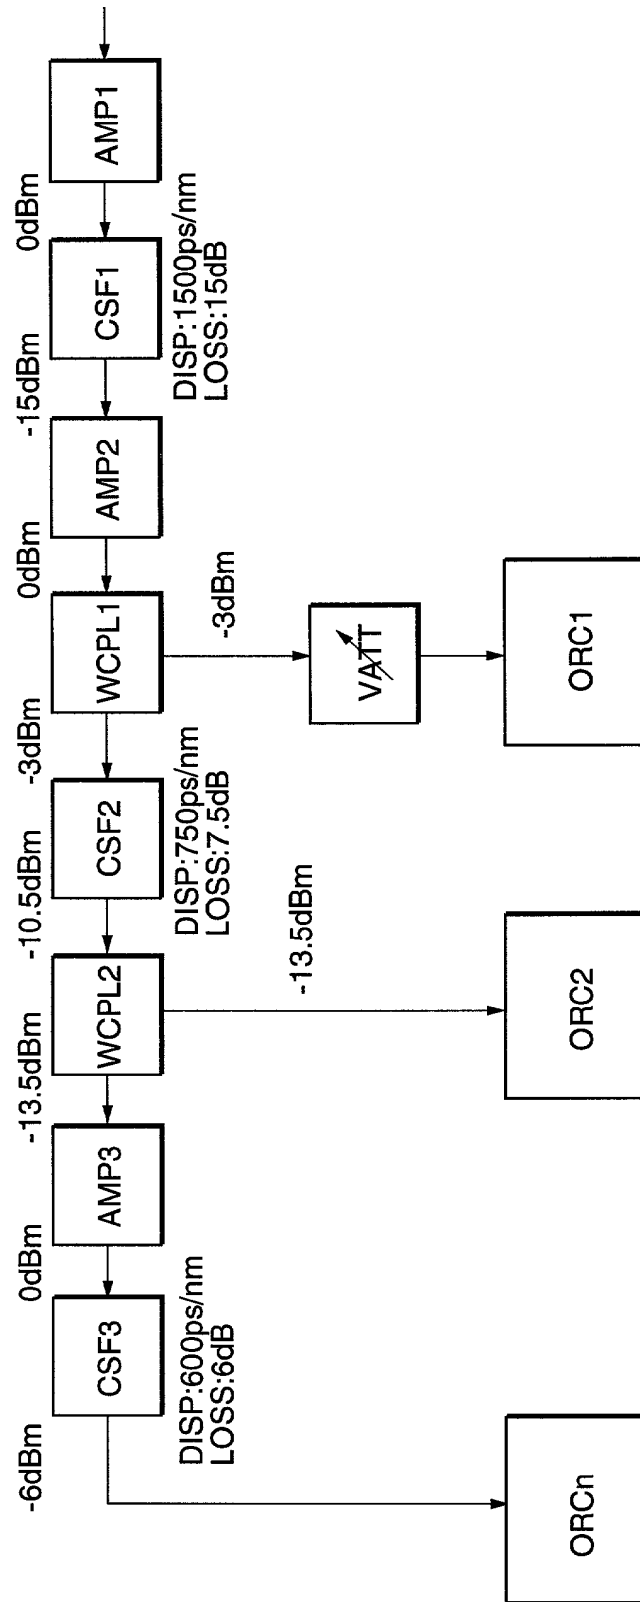 AMP1
0dBm
CSF1
DISP:1500ps/nm
LOSS:15dB
-15dBm
AMP2
0dBm
WCPL1
-3dBm
VATT
ORC1
-3dBm
CSF2
DISP:750ps/nm
LOSS:7.5dB
-10.5dBm
WCPL2
-13.5dBm
ORC2
-13.5dBm
AMP3
0dBm
CSF3
DISP:600ps/nm
LOSS:6dB
-6dBm
ORCn